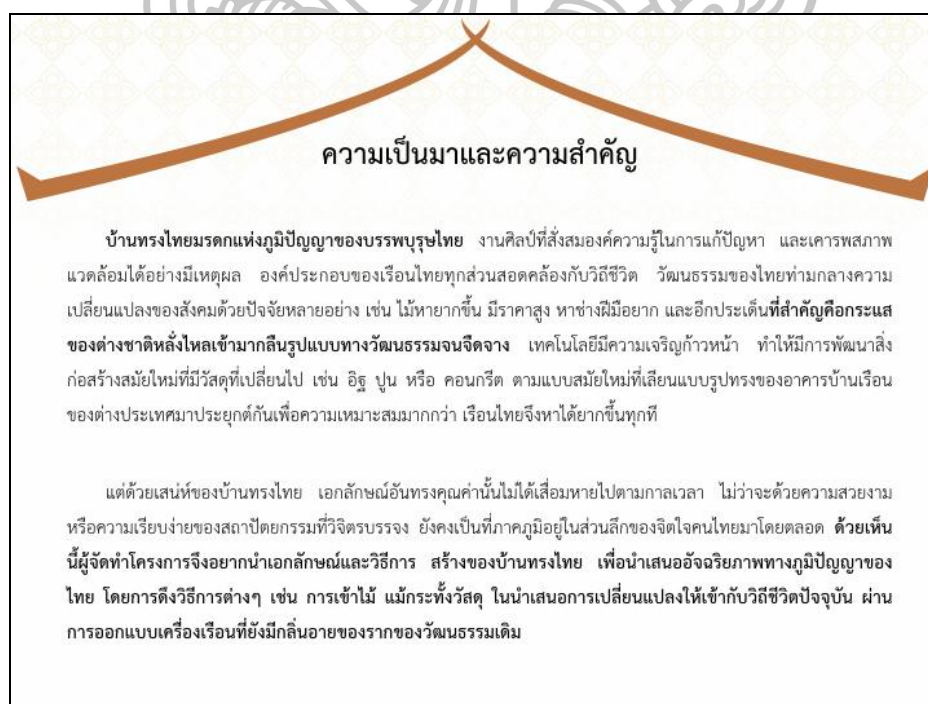 ความเป็นมาและความสำคัญ
บ้านทรงไทยมรดกแห่งภูมิปัญญาของบรรพบุรุษไทย งานศิลป์ที่สั่งสมองค์ความรู้ในการแก้ปัญหา และเคารพสภาพ
แวดล้อมได้อย่างมีเหตุผล องค์ประกอบของเรือนไทยทุกส่วนสอดคล้องกับวิถีชีวิต วัฒนธรรมของไทยท่ามกลางความ
เปลี่ยนแปลงของสังคมด้วยปัจจัยหลายอย่าง เช่น ไม้หายากขึ้น มีราคาสูง หาช่างฝีมือยาก และอีกประเด็นที่สำคัญคือกระแส
ของต่างชาติหลั่งไหลเข้ามากลืนรูปแบบทางวัฒนธรรมจนจืดจาง เทคโนโลยีมีความเจริญก้าวหน้า ทำให้มีการพัฒนาสิ่ง
ก่อสร้างสมัยใหม่ที่มีวัสดุที่เปลี่ยนไป เช่น อิฐ ปูน หรือ คอนกรีต ตามแบบสมัยใหม่ที่เลียนแบบรูปทรงของอาคารบ้านเรือน
ของต่างประเทศมาประยุกต์กันเพื่อความเหมาะสมมากกว่า เรือนไทยจึงหาได้ยากขึ้นทุกที
แต่ด้วยเสน่ห์ของบ้านทรงไทย เอกลักษณ์อันทรงคุณค่านั้นไม่ได้เสื่อมหายไปตามกาลเวลา ไม่ว่าจะด้วยความสวยงาม
หรือความเรียบง่ายของสถาปัตยกรรมที่วิจิตรบรรจง ยังคงเป็นที่ภาคภูมิอยู่ในส่วนลึกของจิตใจคนไทยมาโดยตลอด ด้วยเห็น
นี้ผู้จัดทำโครงการจึงอยากนำเอกลักษณ์และวิธีการ สร้างของบ้านทรงไทย เพื่อนำเสนออัจฉริยภาพทางภูมิปัญญาของ
ไทย โดยการดึงวิธีการต่างๆ เช่น การเข้าไม้ แม้กระทั้งวัสดุ ในนำเสนอการเปลี่ยนแปลงให้เข้ากับวิถีชีวิตปัจจุบัน ผ่าน
การออกแบบเครื่องเรือนที่ยังมีกลิ่นอายของรากของวัฒนธรรมเดิม